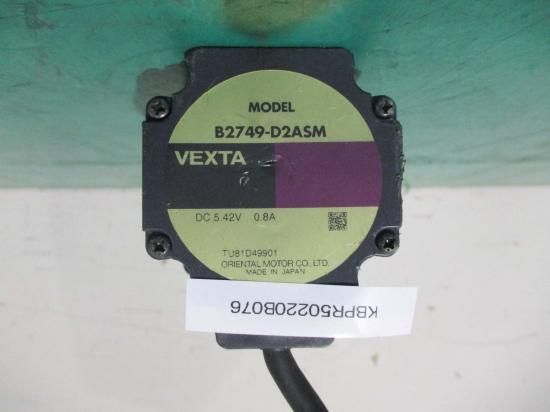 MODEL
B2749-D2ASM
VEXTA
DC 5.42V 0.8A
TU81D49901
ORIENTAL MOTOR CO., LTD.
MADE IN JAPAN
KBPR50220B076